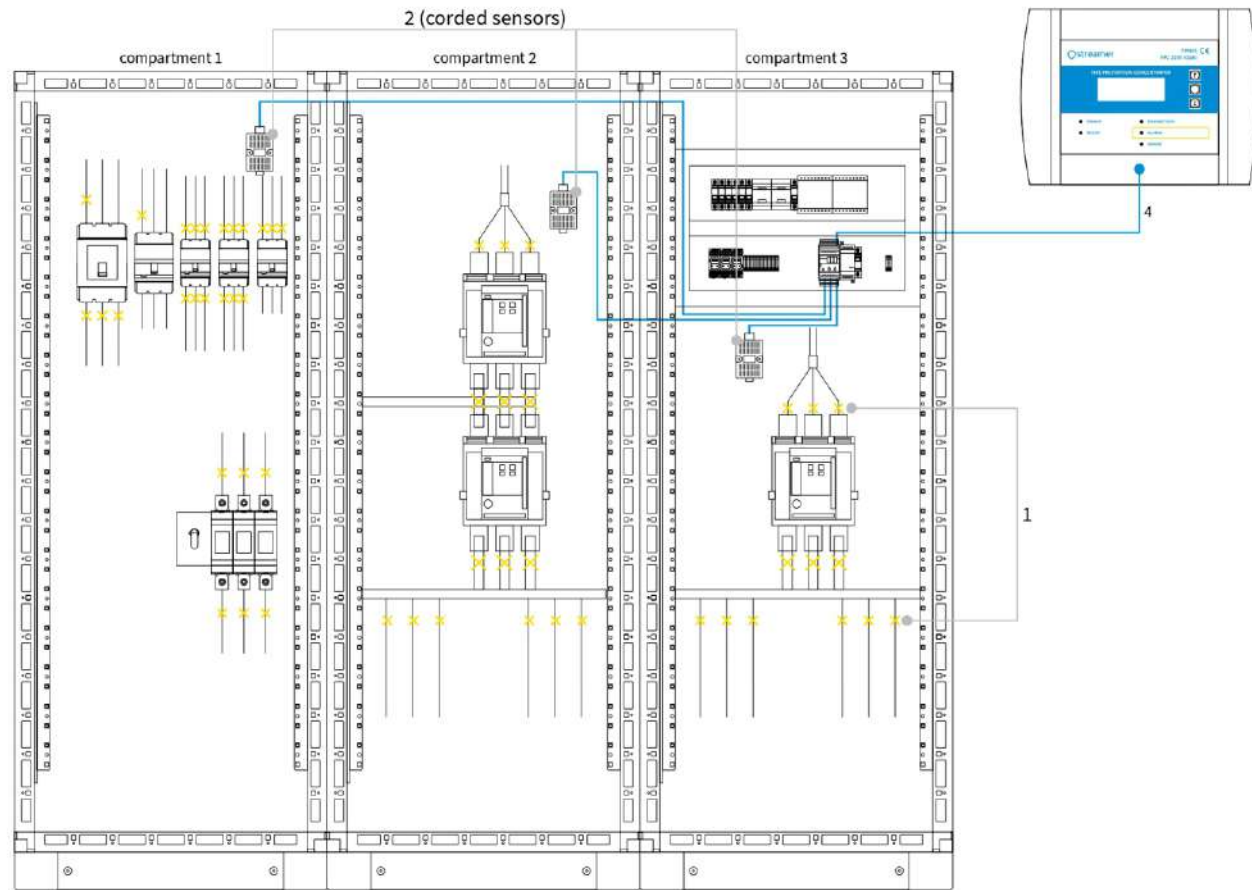 2 (corded sensors)
compartment 1
compartment 2
compartment 3
streamer
CE
4
1